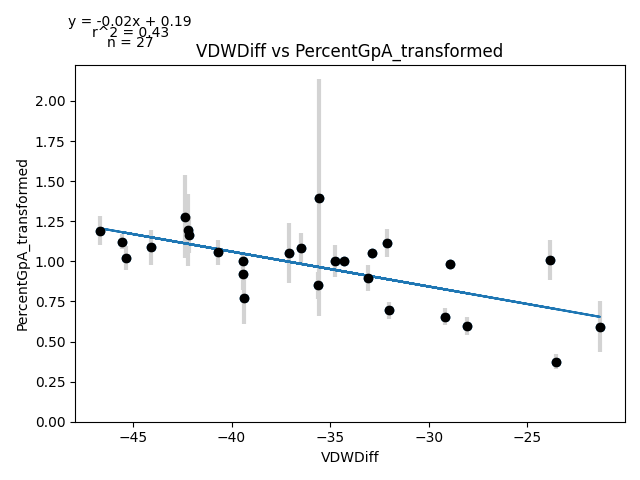 y = -0.02x + 0.19
r^2 = 0.43
n = 27
VDWDiff vs PercentGpA_transformed
PercentGpA_transformed
2.00
1.75
1.50
1.25
1.00
0.75
0.50
0.25
0.00
−45
−40
−35
−30
−25
VDWDiff